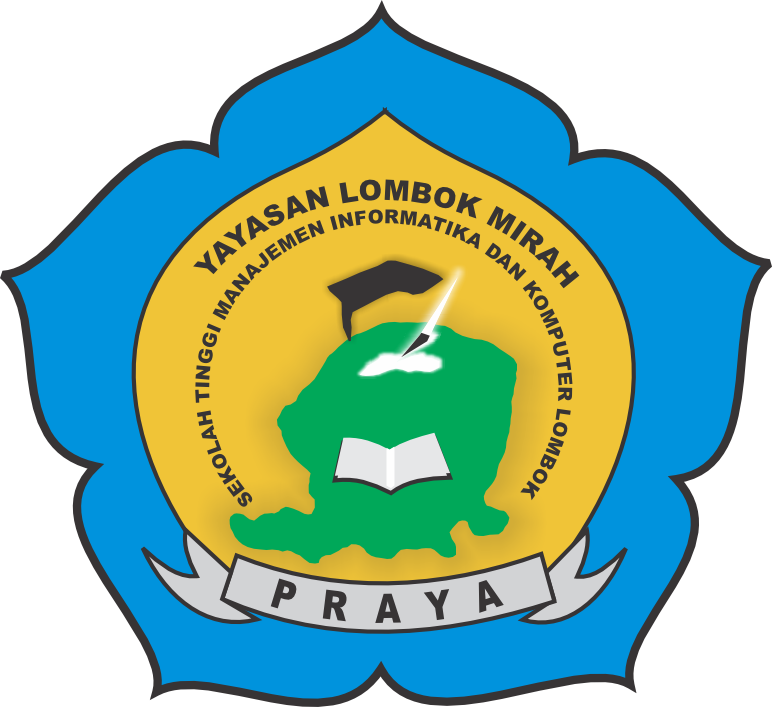 YAYASAN LOMBOK MIRAH
SEKOLAH TINGGI MANAJEMEN INFORMATIKA DAN KOMPUTER LOMBOK
PRAYA